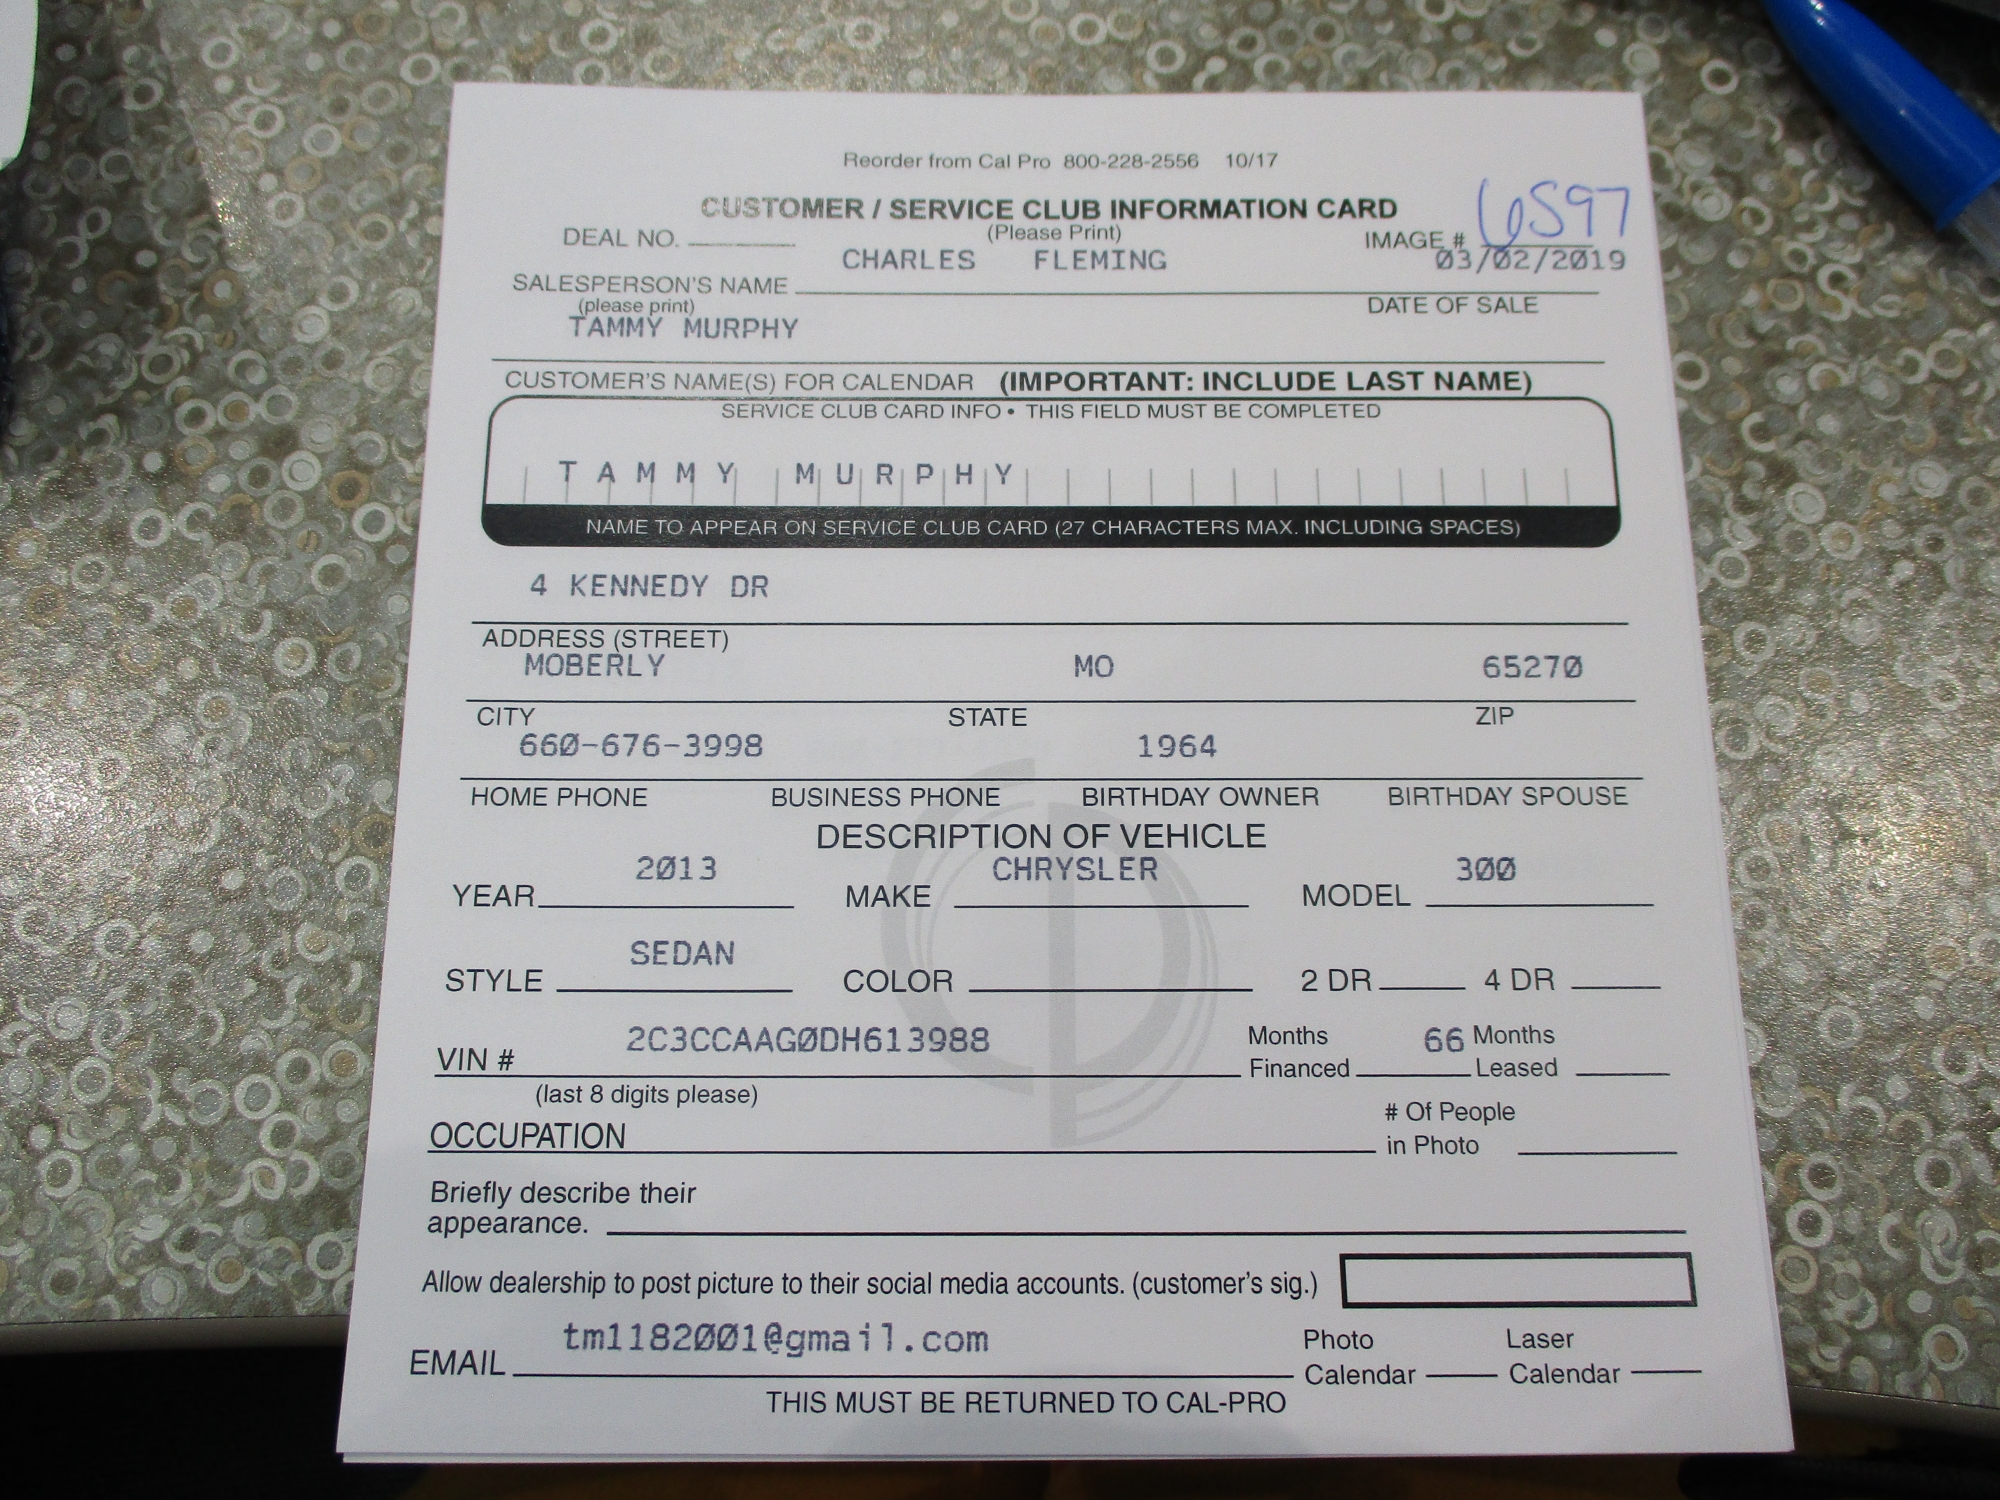 Reorder from Cal Pro 800-228-2556 10/17
CUSTOMER / SERVICE CLUB INFORMATION CARD
(Please Print)
DEAL NO. IMAGE # 6597
CHARLES FLEMING 03/02/2019
SALESPERSON'S NAME DATE OF SALE
(please print)
TAMMY MURPHY
CUSTOMER'S NAME(S) FOR CALENDAR (IMPORTANT: INCLUDE LAST NAME)
SERVICE CLUB CARD INFO • THIS FIELD MUST BE COMPLETED
TAMMY MURPHY
NAME TO APPEAR ON SERVICE CLUB CARD (27 CHARACTERS MAX. INCLUDING SPACES)
4 KENNEDY DR
ADDRESS (STREET)
MOBERLY MO 65270
CITY STATE ZIP
660-676-3998 1964
HOME PHONE BUSINESS PHONE BIRTHDAY OWNER BIRTHDAY SPOUSE
DESCRIPTION OF VEHICLE
2013 CHRYSLER 300
YEAR MAKE MODEL
SEDAN
STYLE COLOR 2 DR 4 DR
2C3CCAAG0DH613988 Months 66 Months
VIN # Financed Leased
(last 8 digits please)
# Of People
OCCUPATION in Photo
Briefly describe their
appearance.
Allow dealership to post picture to their social media accounts. (customer's sig.)
tm1182001@gmail.com Photo Laser
EMAIL Calendar Calendar
THIS MUST BE RETURNED TO CAL-PRO